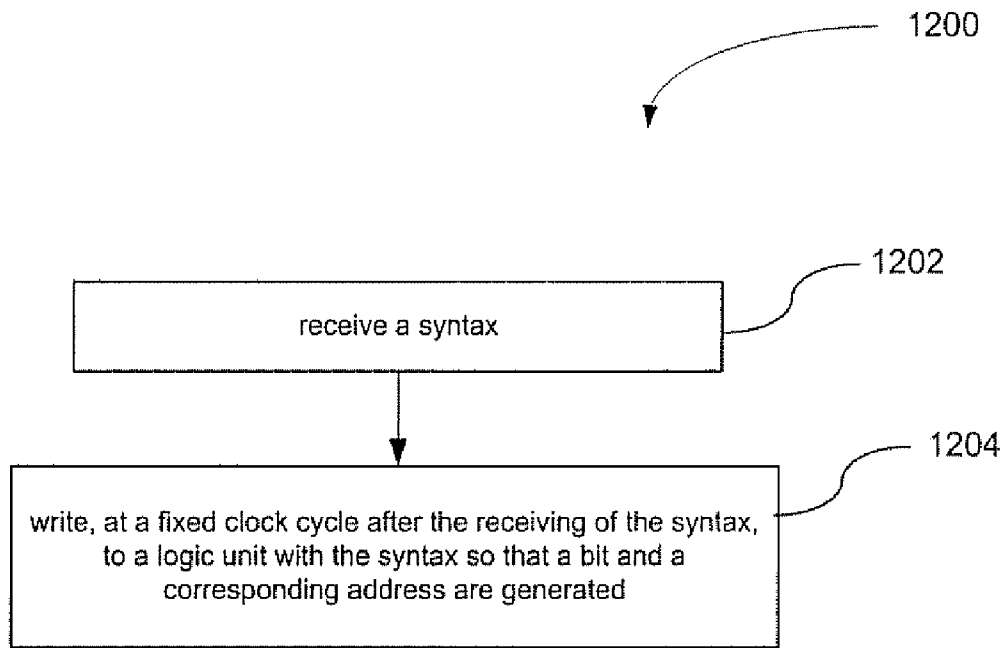 1200
1202
receive a syntax
1204
write, at a fixed clock cycle after the receiving of the syntax,
to a logic unit with the syntax so that a bit and a
corresponding address are generated